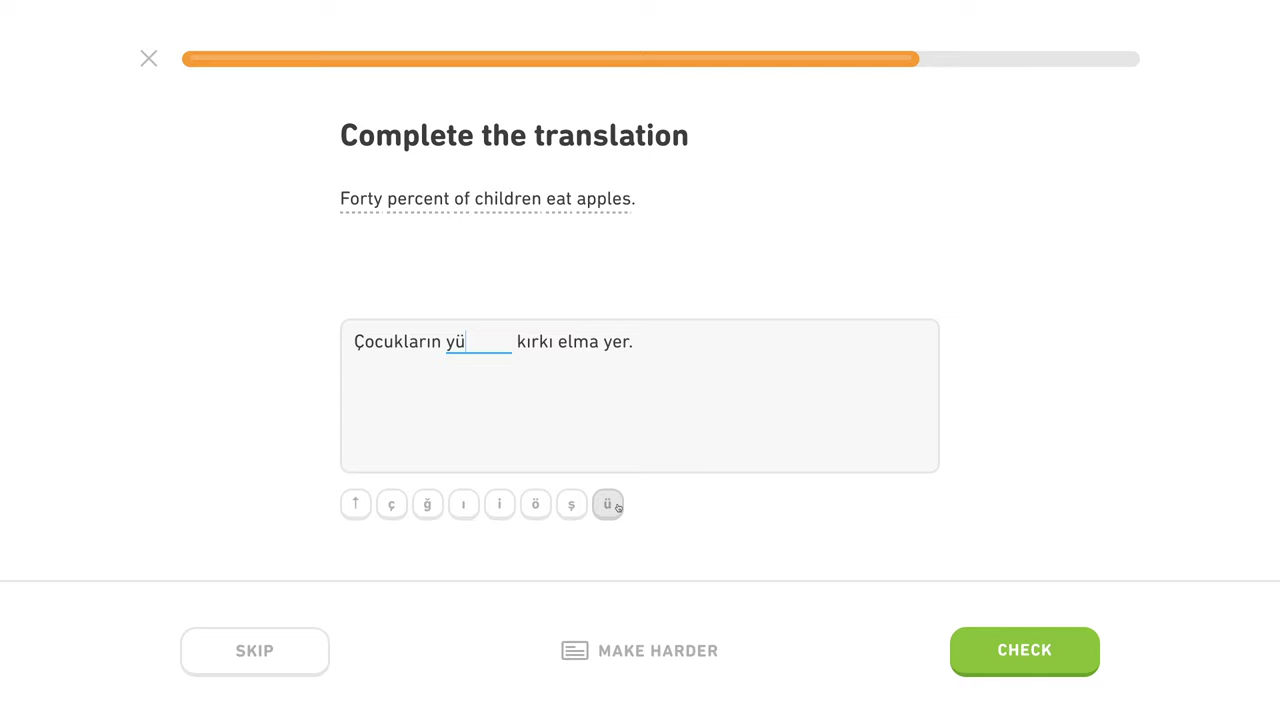 Complete the translation
Forty percent of children eat apples.
Çocukların yü kırkı elma yer.
↑ ç ğ ı i ö ş ü
SKIP MAKE HARDER CHECK